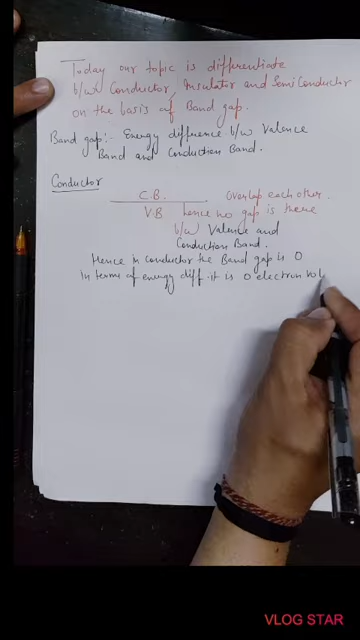 Today our topic is differentiate
b/w Conductor, Insulator and SemiConductor
on the basis of Band gap.
Band gap:- Energy difference b/w Valence
Band and Conduction Band.
Conductor
C.B. overlap each other.
V.B hence no gap is there
b/w Valence and
Conduction Band.
Hence in conductor the Band gap is 0
In terms of energy diff. it is 0 electron vol
VLOG STAR